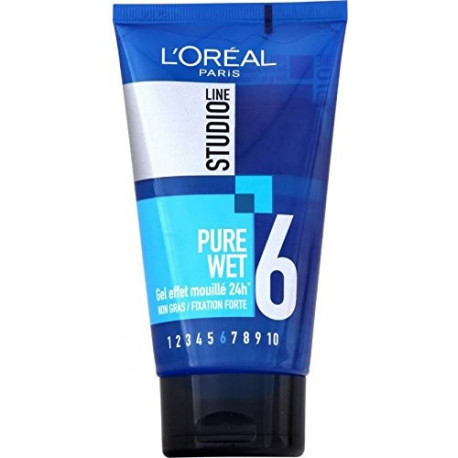 L'ORÉAL
PARIS
STUDIO LINE
PURE
WET
6
Gel effet mouillé 24h*
NON GRAS / FIXATION FORTE
1 2 3 4 5 6 7 8 9 10